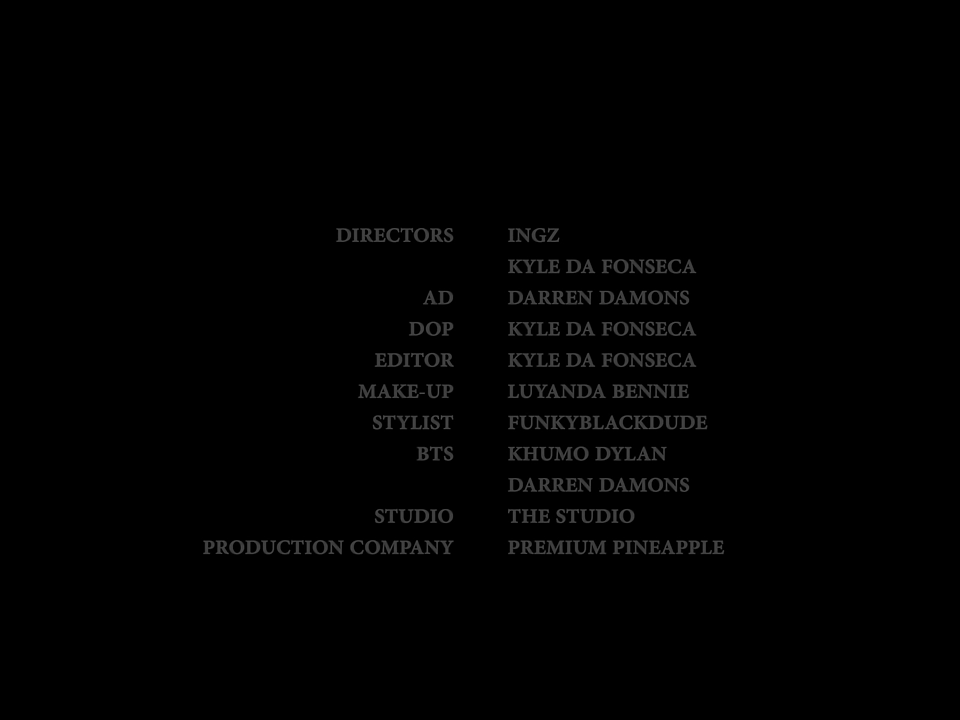 DIRECTORS INGZ
KYLE DA FONSECA
AD DARREN DAMONS
DOP KYLE DA FONSECA
EDITOR KYLE DA FONSECA
MAKE-UP LUYANDA BENNIE
STYLIST FUNKYBLACKDUDE
BTS KHUMO DYLAN
DARREN DAMONS
STUDIO THE STUDIO
PRODUCTION COMPANY PREMIUM PINEAPPLE